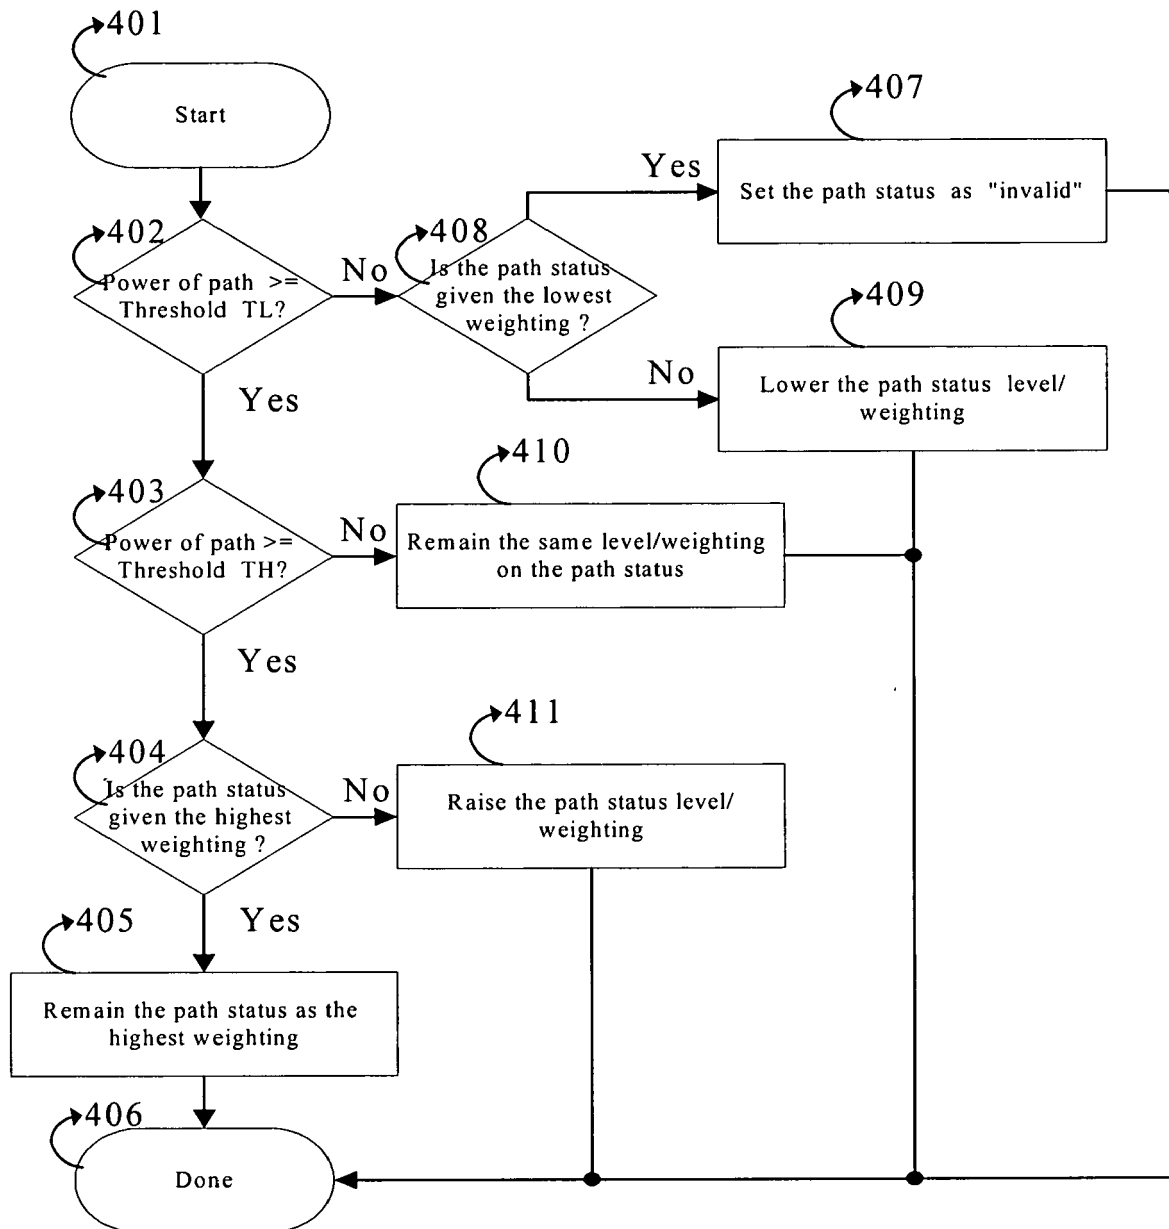 401
Start
407
Yes
Set the path status as "invalid"
402
Power of path >=
Threshold TL?
No
408
Is the path status
given the lowest
weighting ?
409
No
Lower the path status level/
weighting
Yes
403
Power of path >=
Threshold TH?
No
410
Remain the same level/weighting
on the path status
Yes
404
Is the path status
given the highest
weighting ?
No
411
Raise the path status level/
weighting
Yes
405
Remain the path status as the
highest weighting
406
Done